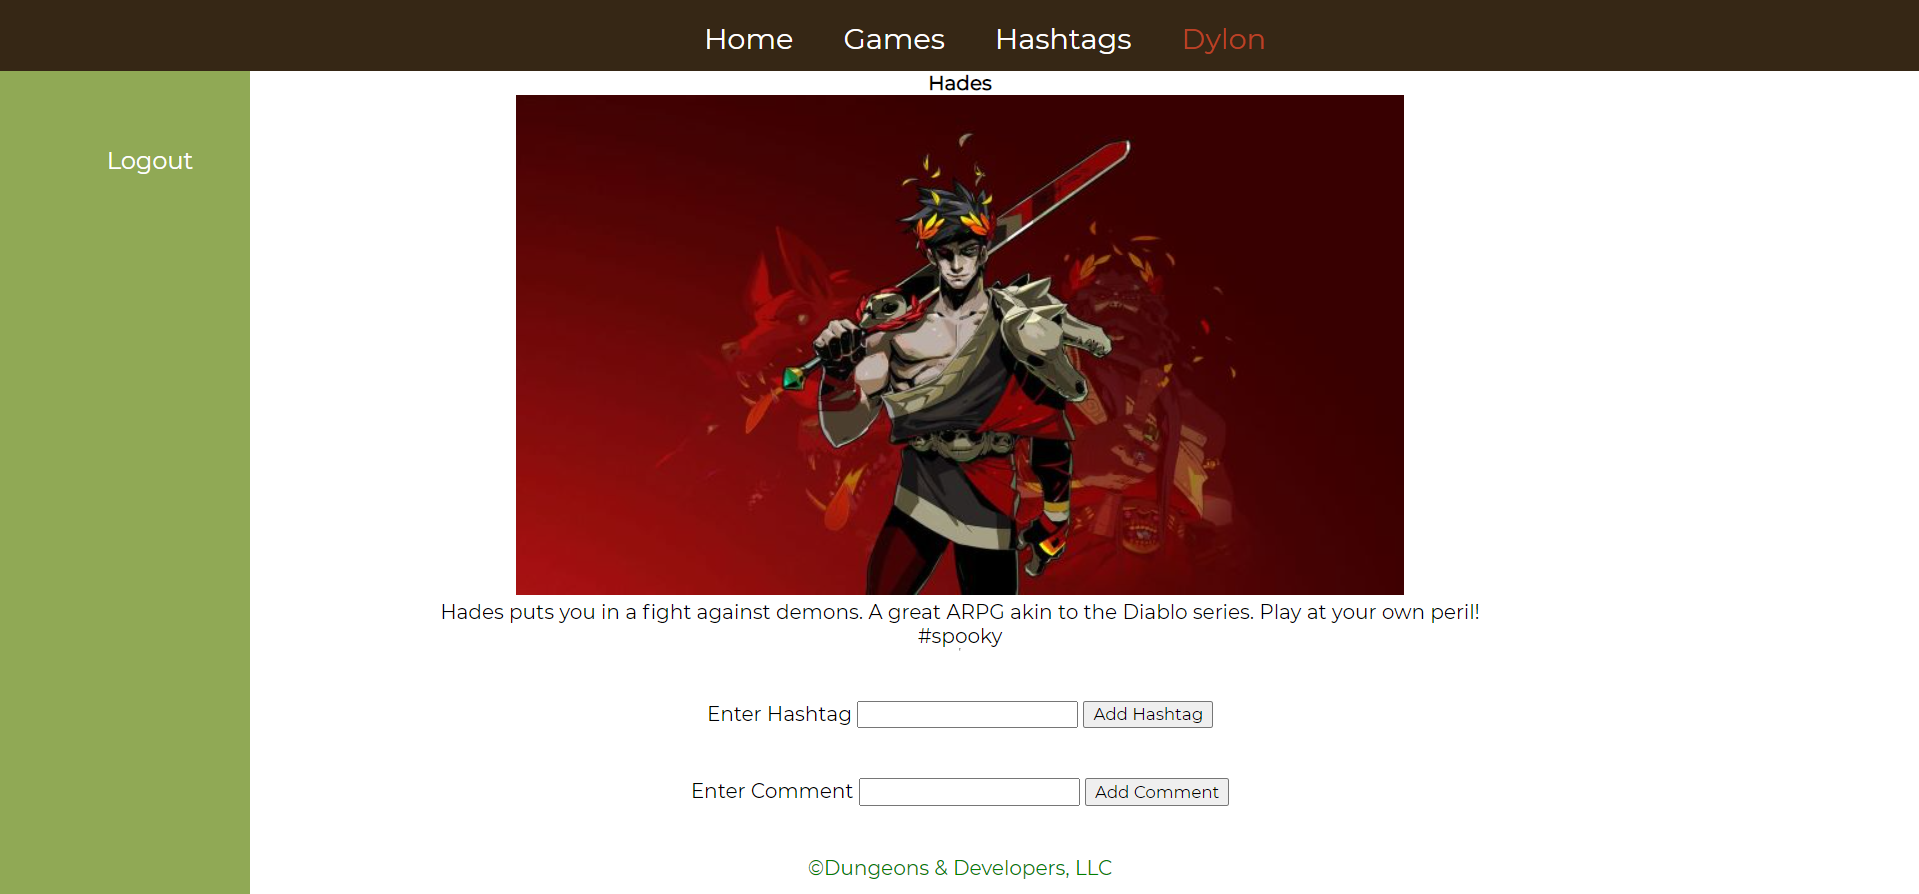 Home Games Hashtags Dylon
Logout
Hades
Hades puts you in a fight against demons. A great ARPG akin to the Diablo series. Play at your own peril!
#spooky
Enter Hashtag Add Hashtag
Enter Comment Add Comment
©Dungeons & Developers, LLC